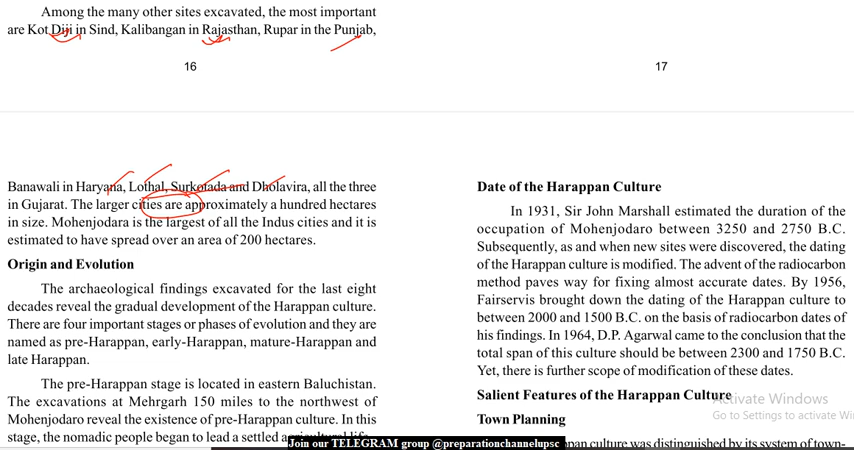 Among the many other sites excavated, the most important
are Kot Diji in Sind, Kalibangan in Rajasthan, Rupar in the Punjab,
16
17
Banawali in Haryana, Lothal, Surkotada and Dholavira, all the three
in Gujarat. The larger cities are approximately a hundred hectares
in size. Mohenjodara is the largest of all the Indus cities and it is
estimated to have spread over an area of 200 hectares.
Origin and Evolution
The archaeological findings excavated for the last eight
decades reveal the gradual development of the Harappan culture.
There are four important stages or phases of evolution and they are
named as pre-Harappan, early-Harappan, mature-Harappan and
late Harappan.
The pre-Harappan stage is located in eastern Baluchistan.
The excavations at Mehrgarh 150 miles to the northwest of
Mohenjodaro reveal the existence of pre-Harappan culture. In this
stage, the nomadic people began to lead a settled agricultural life.
Date of the Harappan Culture
In 1931, Sir John Marshall estimated the duration of the
occupation of Mohenjodaro between 3250 and 2750 B.C.
Subsequently, as and when new sites were discovered, the dating
of the Harappan culture is modified. The advent of the radiocarbon
method paves way for fixing almost accurate dates. By 1956,
Fairservis brought down the dating of the Harappan culture to
between 2000 and 1500 B.C. on the basis of radiocarbon dates of
his findings. In 1964, D.P. Agarwal came to the conclusion that the
total span of this culture should be between 2300 and 1750 B.C.
Yet, there is further scope of modification of these dates.
Salient Features of the Harappan Culture
Town Planning
culture was distinguished by its system of town-
Activate Windows
Go to Settings to activate Wi
Join our TELEGRAM group @preparationchannelupsc